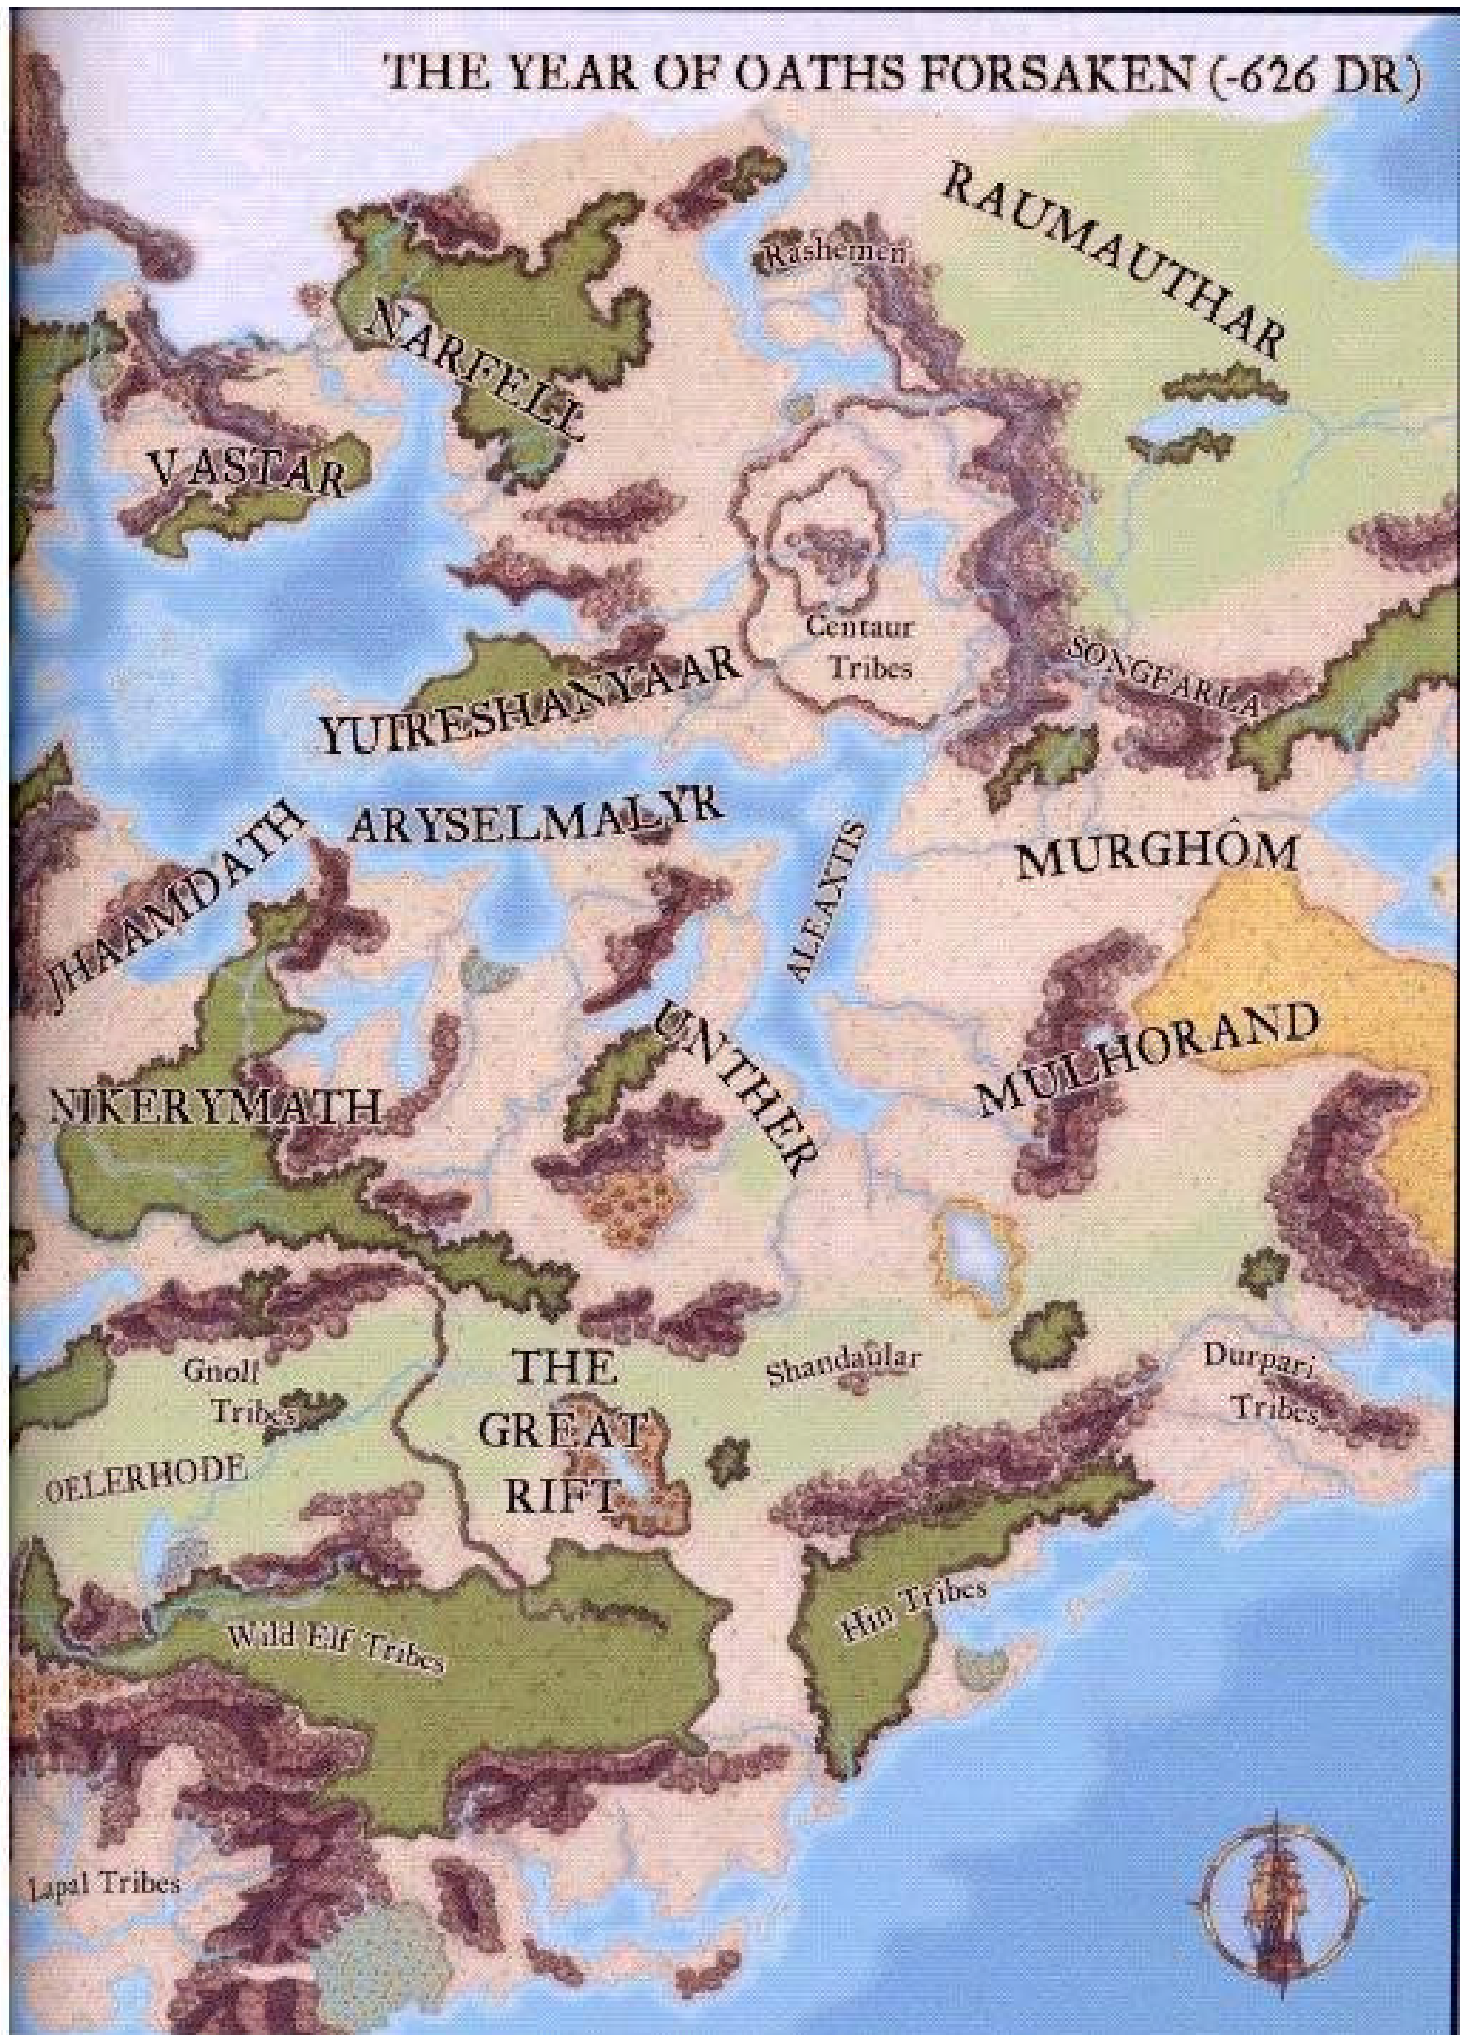 THE YEAR OF OATHS FORSAKEN (-626 DR)
RAUMAUTHAR
Rashemen
NARFELL
VASTAR
Centaur
Tribes
SONGFARLA
YUIRESHANYAAR
ARYSELMALYR
JHAAMDATH
ALEAXTIS
MURGHÔM
UNTHER
MULHORAND
NIKERYMATH
THE
GREAT
RIFT
Shandaular
Durpari
Tribes
Gnoll
Tribes
OELERHODE
Hin Tribes
Wild Elf Tribes
Lapal Tribes